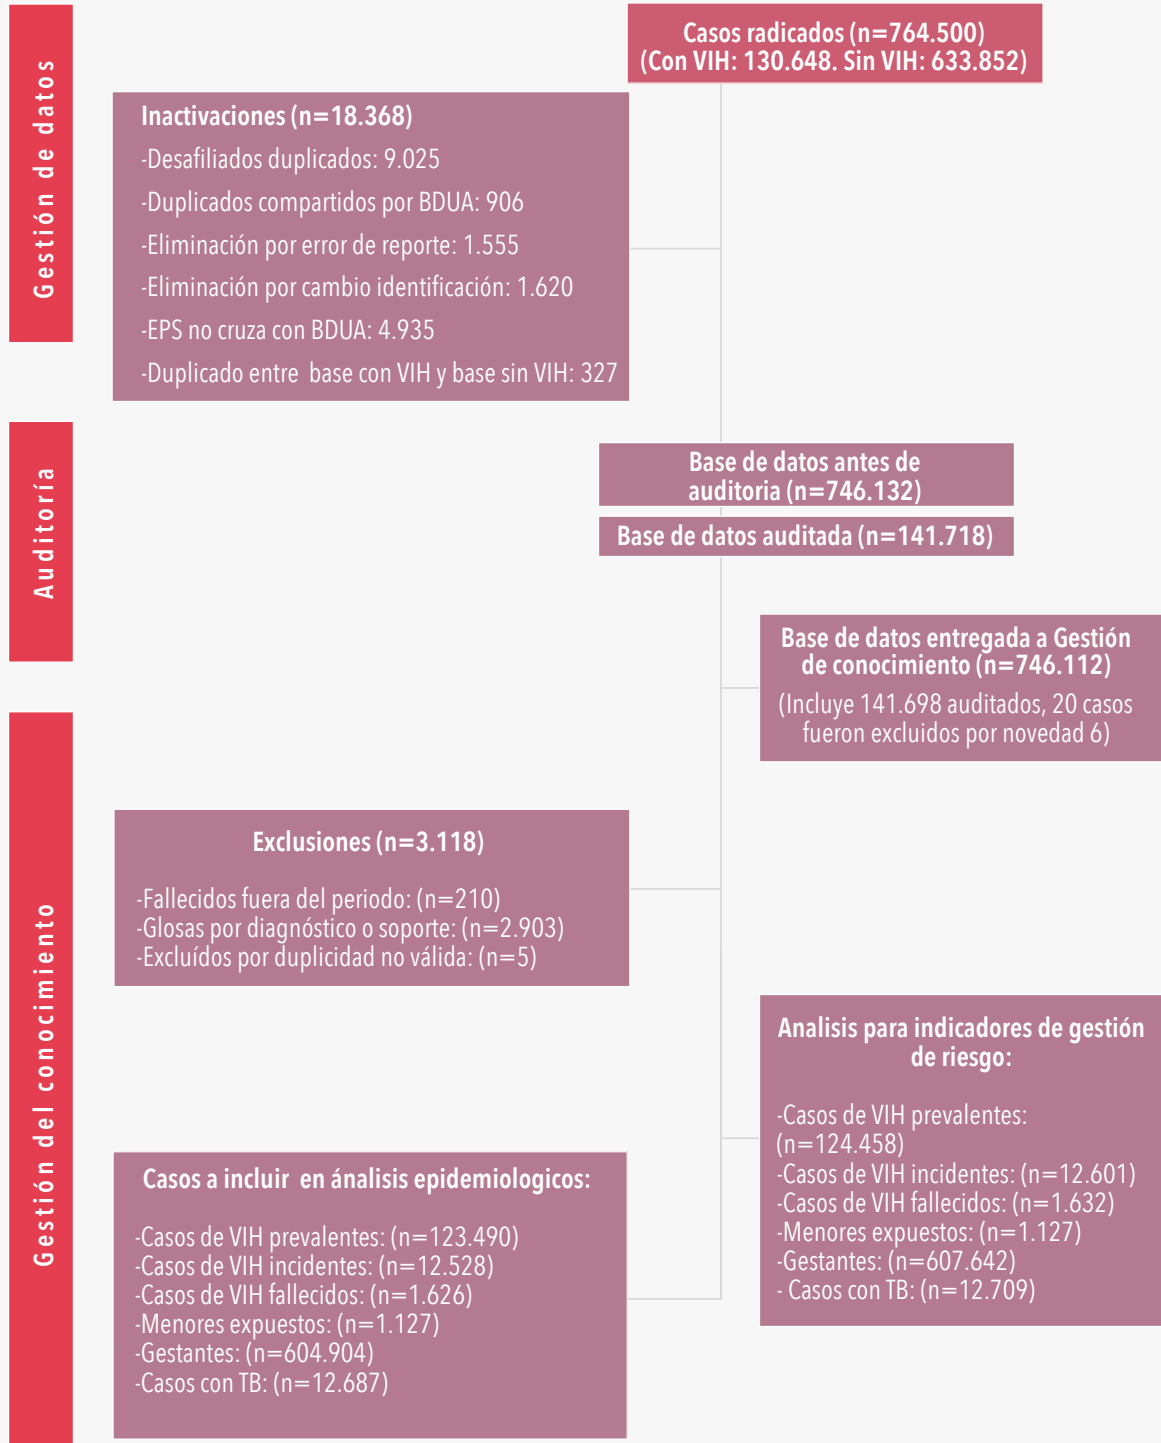 Gestión de datos
Casos radicados (n=764.500)
(Con VIH: 130.648. Sin VIH: 633.852)
Inactivaciones (n=18.368)
-Desafiliados duplicados: 9.025
-Duplicados compartidos por BDUA: 906
-Eliminación por error de reporte: 1.555
-Eliminación por cambio identificación: 1.620
-EPS no cruza con BDUA: 4.935
-Duplicado entre base con VIH y base sin VIH: 327
Auditoría
Base de datos antes de
auditoria (n=746.132)
Base de datos auditada (n=141.718)
Base de datos entregada a Gestión
de conocimiento (n=746.112)
(Incluye 141.698 auditados, 20 casos
fueron excluidos por novedad 6)
Gestión del conocimiento
Exclusiones (n=3.118)
-Fallecidos fuera del periodo: (n=210)
-Glosas por diagnóstico o soporte: (n=2.903)
-Excluídos por duplicidad no válida: (n=5)
Analisis para indicadores de gestión
de riesgo:
-Casos de VIH prevalentes:
(n=124.458)
-Casos de VIH incidentes: (n=12.601)
-Casos de VIH fallecidos: (n=1.632)
-Menores expuestos: (n=1.127)
-Gestantes: (n=607.642)
- Casos con TB: (n=12.709)
Casos a incluir en ánalisis epidemiologicos:
-Casos de VIH prevalentes: (n=123.490)
-Casos de VIH incidentes: (n=12.528)
-Casos de VIH fallecidos: (n=1.626)
-Menores expuestos: (n=1.127)
-Gestantes: (n=604.904)
-Casos con TB: (n=12.687)